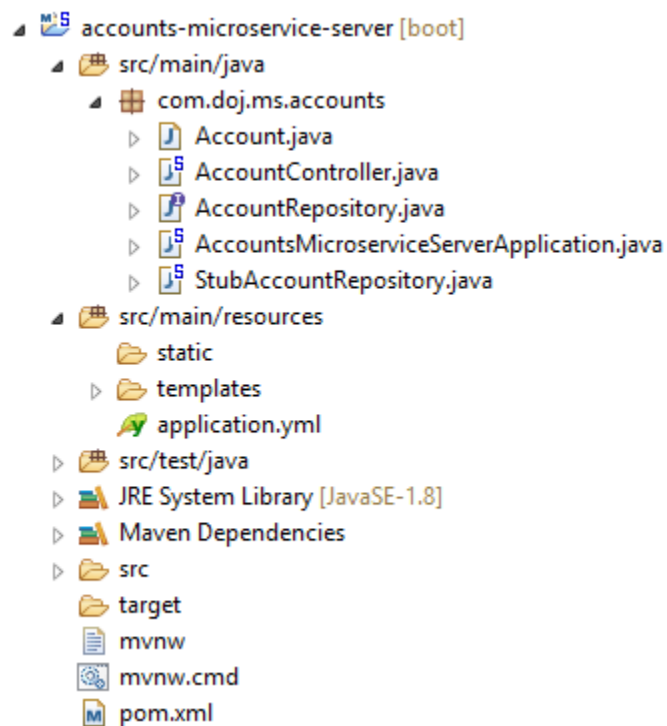 accounts-microservice-server [boot]
src/main/java
com.doj.ms.accounts
Account.java
AccountController.java
AccountRepository.java
AccountsMicroserviceServerApplication.java
StubAccountRepository.java
src/main/resources
static
templates
application.yml
src/test/java
JRE System Library [JavaSE-1.8]
Maven Dependencies
src
target
mvnw
mvnw.cmd
pom.xml